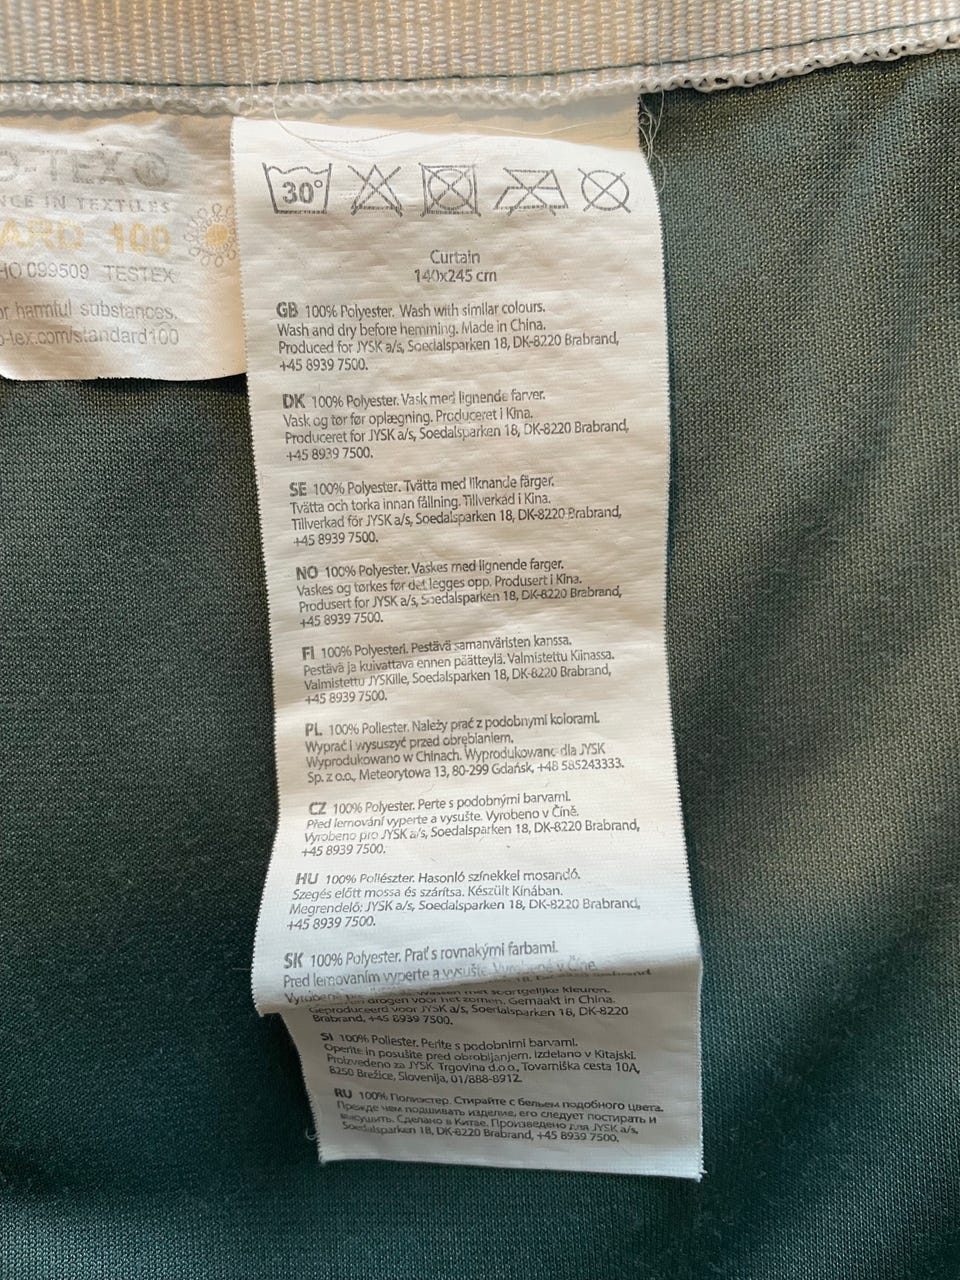 O-TEX®
NCE IN TEXTILES
ARD 100
HO 099509 TESTEX
or harmful substances.
o-tex.com/standard100
30°
Curtain
140x245 cm
GB 100% Polyester. Wash with similar colours.
Wash and dry before hemming. Made in China.
Produced for JYSK a/s, Soedalsparken 18, DK-8220 Brabrand,
+45 8939 7500.
DK 100% Polyester. Vask med lignende farver.
Vask og tør før oplægning. Produceret i Kina.
Produceret for JYSK a/s, Soedalsparken 18, DK-8220 Brabrand,
+45 8939 7500.
SE 100% Polyester. Tvätta med liknande färger.
Tvätta och torka innan fållning. Tillverkad i Kina.
Tillverkad för JYSK a/s, Soedalsparken 18, DK-8220 Brabrand,
+45 8939 7500.
NO 100% Polyester. Vaskes med lignende farger.
Vaskes og tørkes før det legges opp. Produsert i Kina.
Produsert for JYSK a/s, Soedalsparken 18, DK-8220 Brabrand,
+45 8939 7500.
FI 100% Polyesteri. Pestävä samanväristen kanssa.
Pestävä ja kuivattava ennen päätteylä. Valmistettu Kiinassa.
Valmistettu JYSKille, Soedalsparken 18, DK-8220 Brabrand,
+45 8939 7500.
PL 100% Poliester. Należy prać z podobnymi kolorami.
Wyprać i wysuszyć przed obrębianiem.
Wyprodukowano w Chinach. Wyprodukowano dla JYSK
Sp. z o.o., Meteorytowa 13, 80-299 Gdańsk, +48 585243333.
CZ 100% Polyester. Perte s podobnými barvami.
Před lemování vyperte a vysušte. Vyrobeno v Číně.
Vyrobeno pro JYSK a/s, Soedalsparken 18, DK-8220 Brabrand,
+45 8939 7500.
HU 100% Poliészter. Hasonló színekkel mosandó.
Szegés előtt mossa és szárítsa. Készült Kínában.
Megrendelő: JYSK a/s, Soedalsparken 18, DK-8220 Brabrand,
+45 8939 7500.
SK 100% Polyester. Prať s rovnakými farbami.
Pred lemovaním vyperte a vysušte. Vyrobené v Číne.
Vyrobené
wassen met soortgelijke kleuren.
drogen voor het zomen. Gemaakt in China.
Geproduceerd voor JYSK a/s, Soedalsparken 18, DK-8220
Brabrand, +45 8939 7500.
SI 100% Poliester. Perite s podobnimi barvami.
Operite in posušite pred obrobljanjem. Izdelano v Kitajski.
Proizvedeno za JYSK Trgovina d.o.o., Tovarniška cesta 10A,
8250 Brežice, Slovenija, 01/888-8912.
RU 100% Полиэстер. Стирайте с бельем подобного цвета.
Прежде чем подшивать изделие, его следует постирать и
высушить. Сделано в Китае. Произведено для JYSK a/s,
Soedalsparken 18, DK-8220 Brabrand, +45 8939 7500.